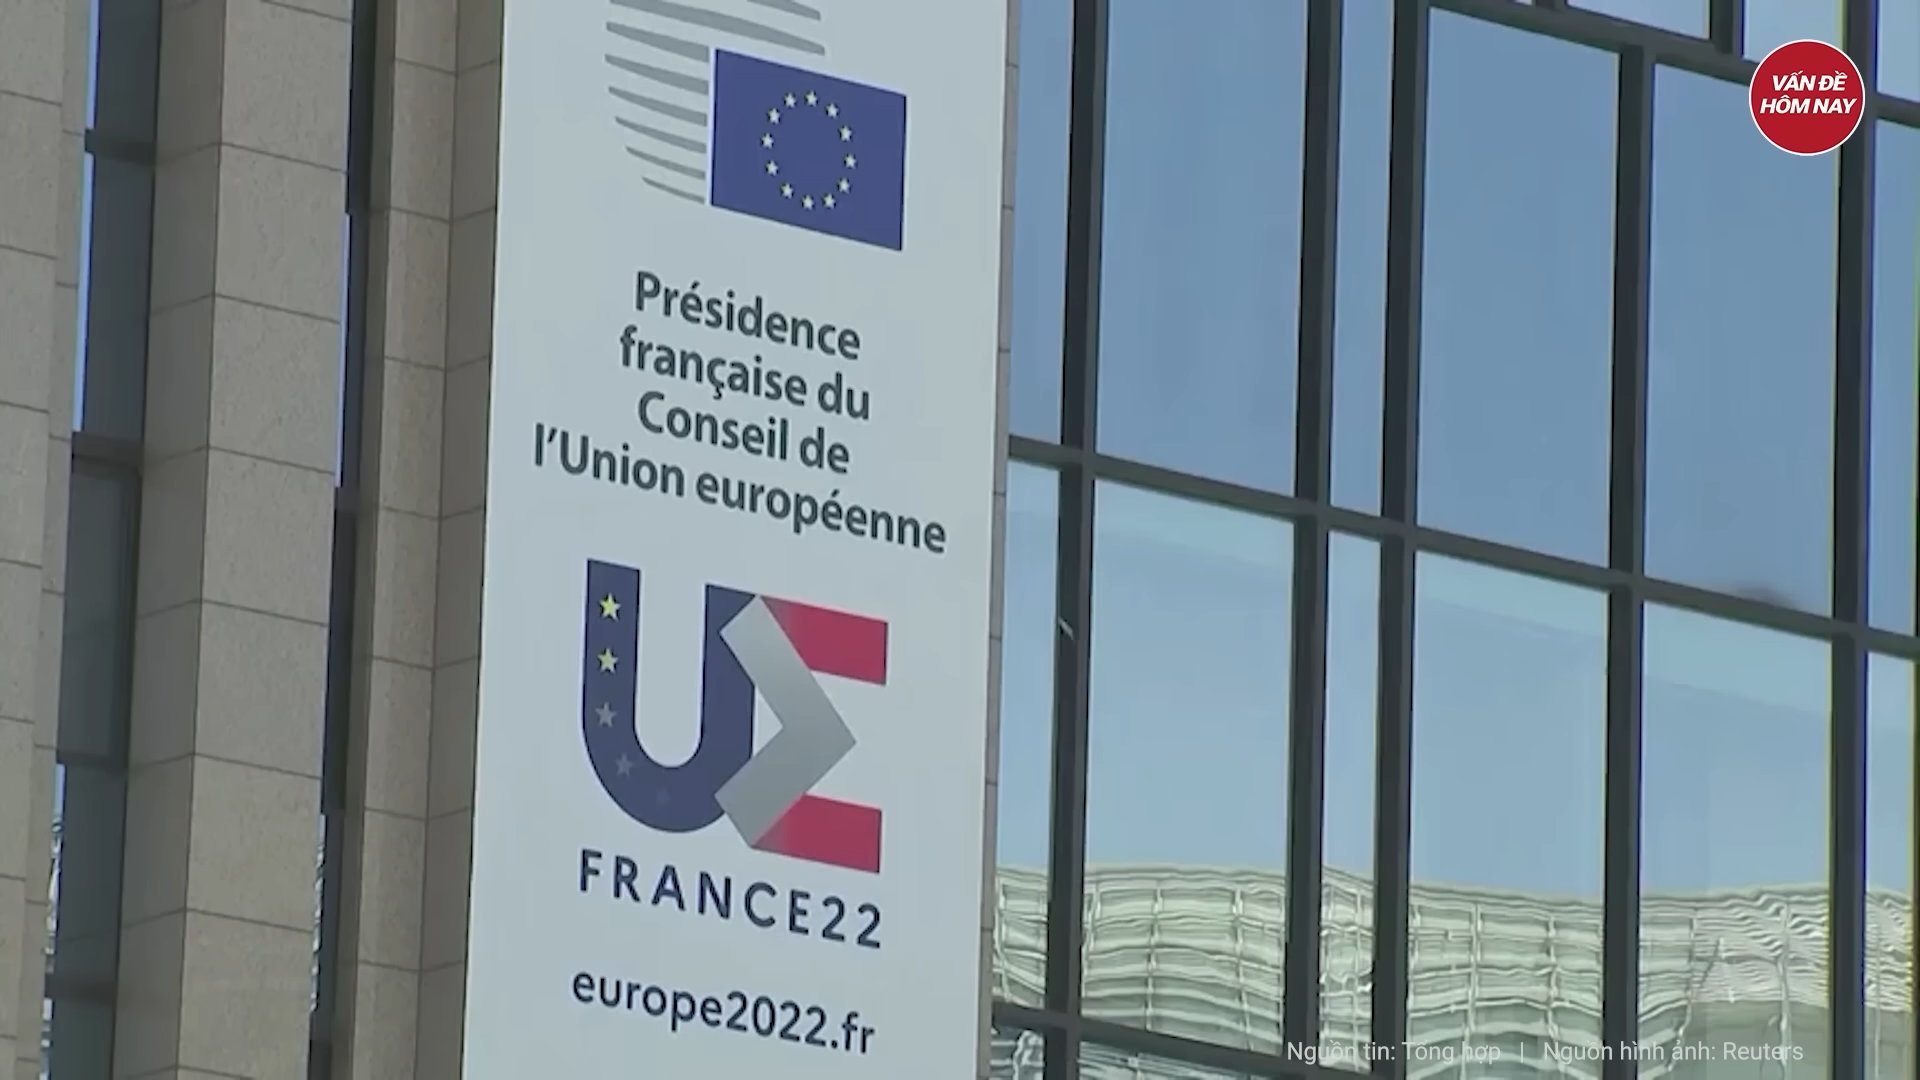 VẤN ĐỀ
HÔM NAY
Présidence
française du
Conseil de
l'Union européenne
UE
FRANCE22
europe2022.fr
Nguồn tin: Tổng hợp | Nguồn hình ảnh: Reuters